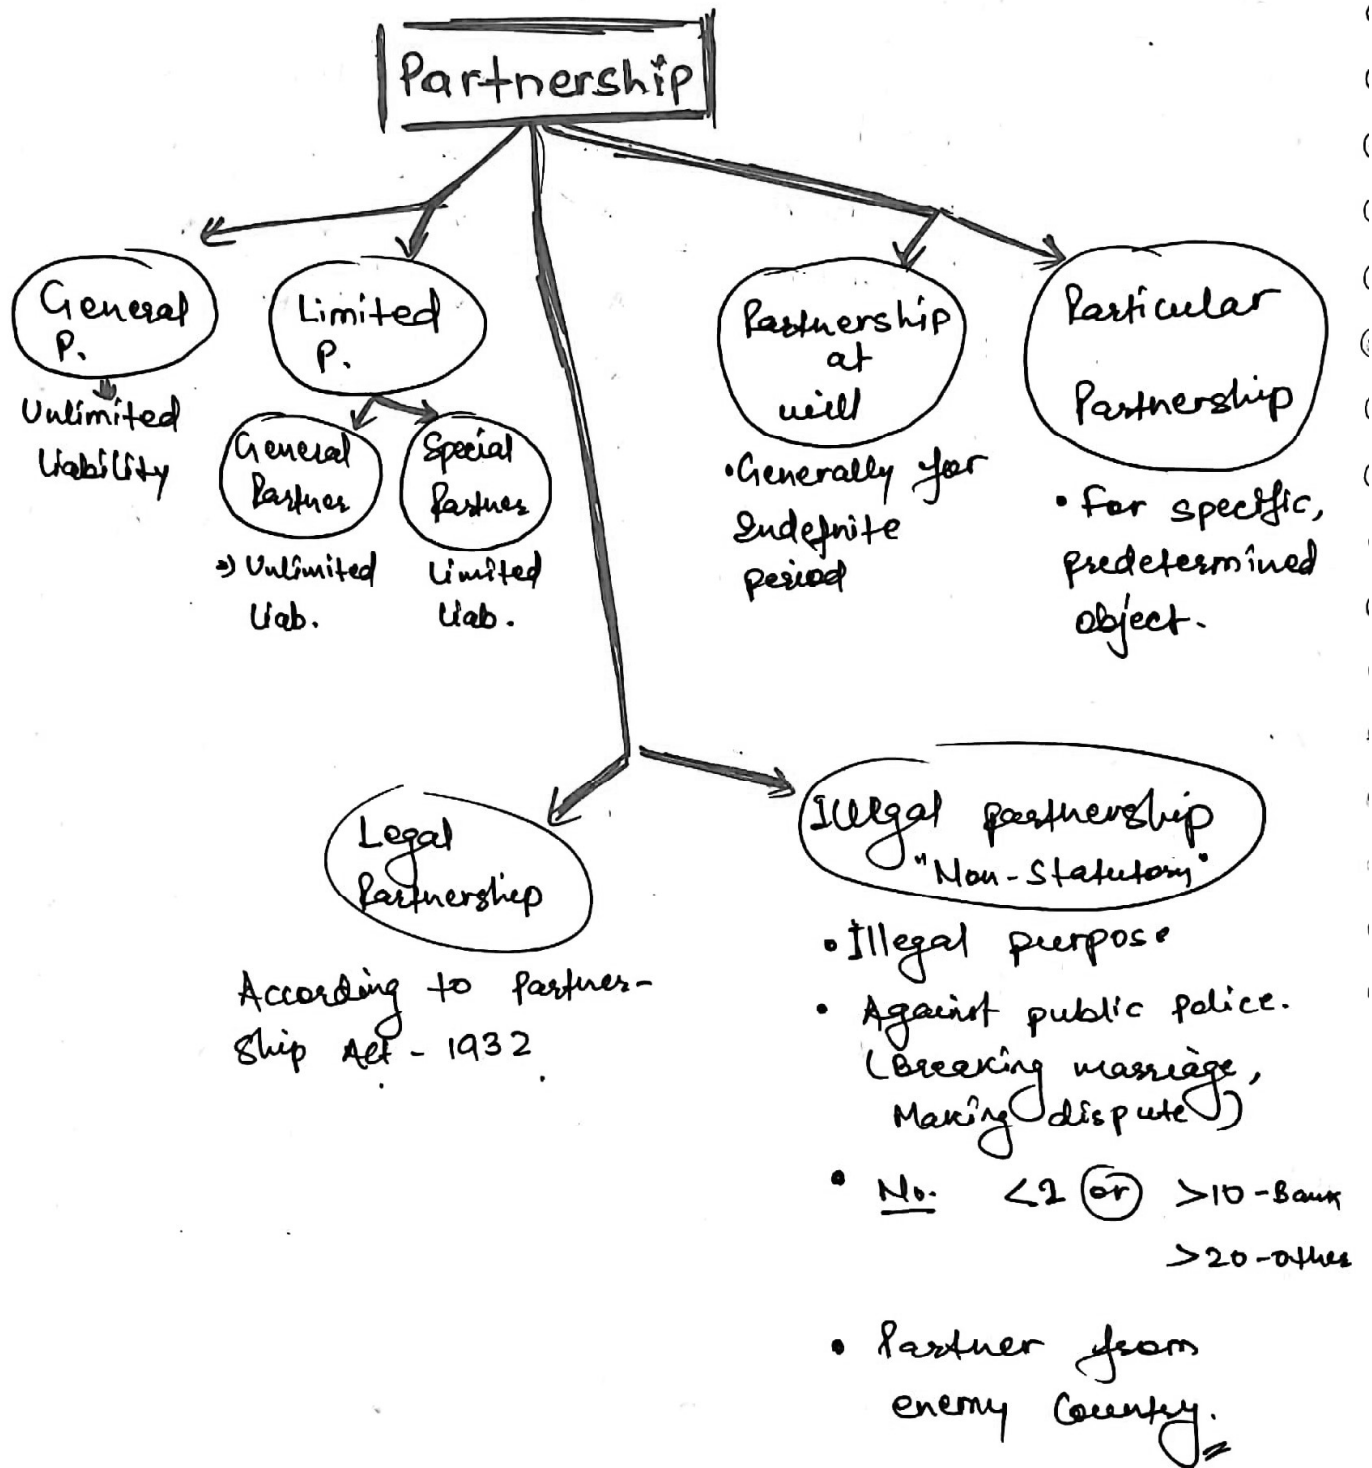 Partnership
General
P.
Unlimited
liability
Limited
P.
General
Partner
⇒ Unlimited
liab.
Special
Partner
Limited
liab.
Partnership
at
will
• Generally for
Indefnite
period
Particular
Partnership
• For specific,
predetermined
object.
Legal
Partnership
According to Partner-
ship Act - 1932
Illegal partnership
"Non-Statutory"
• Illegal purpose
• Against public police.
(Breaking marriage,
Making dispute)
• No. <2 or >10-Bank
>20-other
• Partner from
enemy Country.